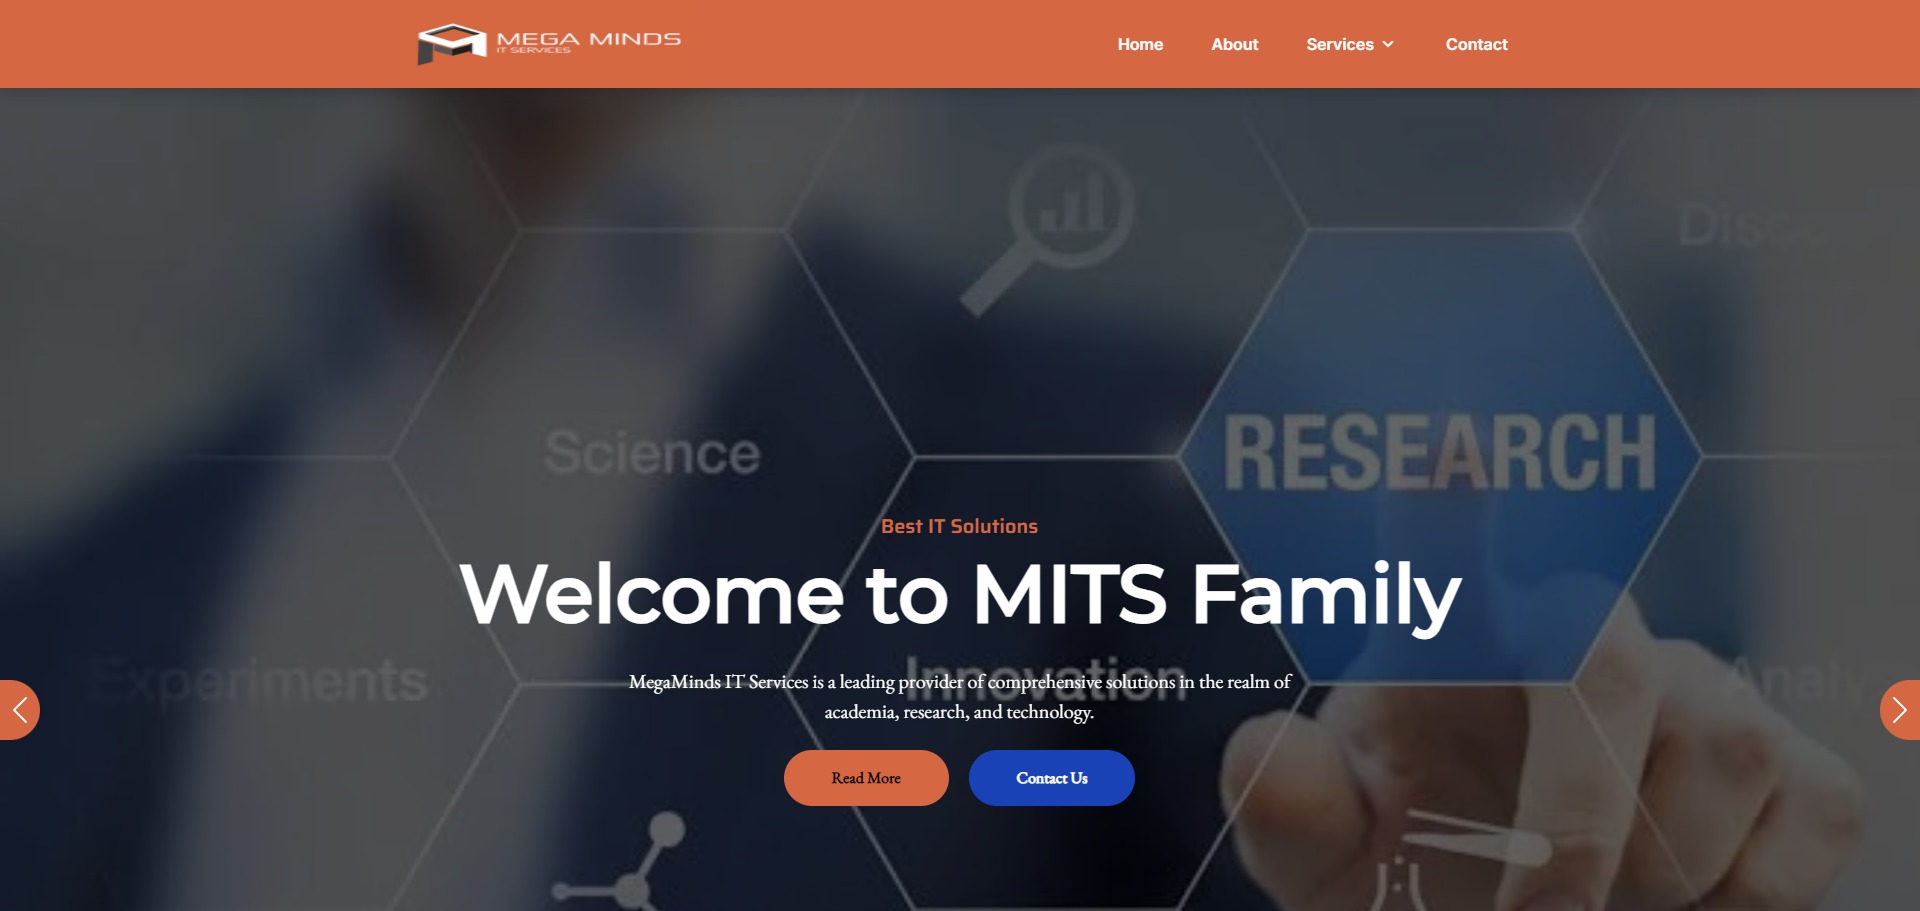 MEGA MINDS
IT SERVICES
Home
About
Services
Contact
Science
RESEARCH
Best IT Solutions
Welcome to MITS Family
Experiments
Innovation
MegaMinds IT Services is a leading provider of comprehensive solutions in the realm of
academia, research, and technology.
Read More
Contact Us